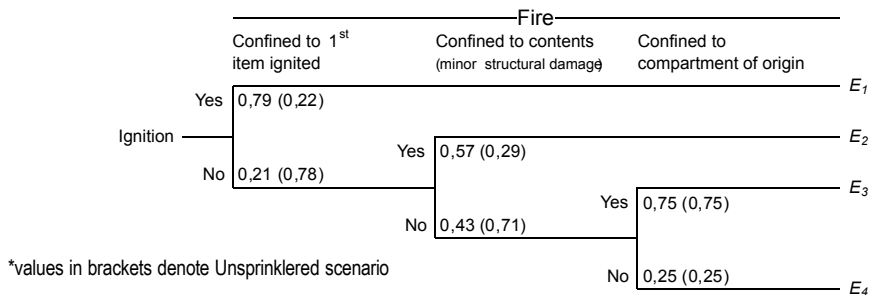 Fire
Confined to 1st Confined to contents Confined to
item ignited (minor structural damage) compartment of origin
E1
Yes 0,79 (0,22)
Ignition E2
Yes 0,57 (0,29)
No 0,21 (0,78) E3
Yes 0,75 (0,75)
No 0,43 (0,71)
*values in brackets denote Unsprinklered scenario
No 0,25 (0,25)
E4